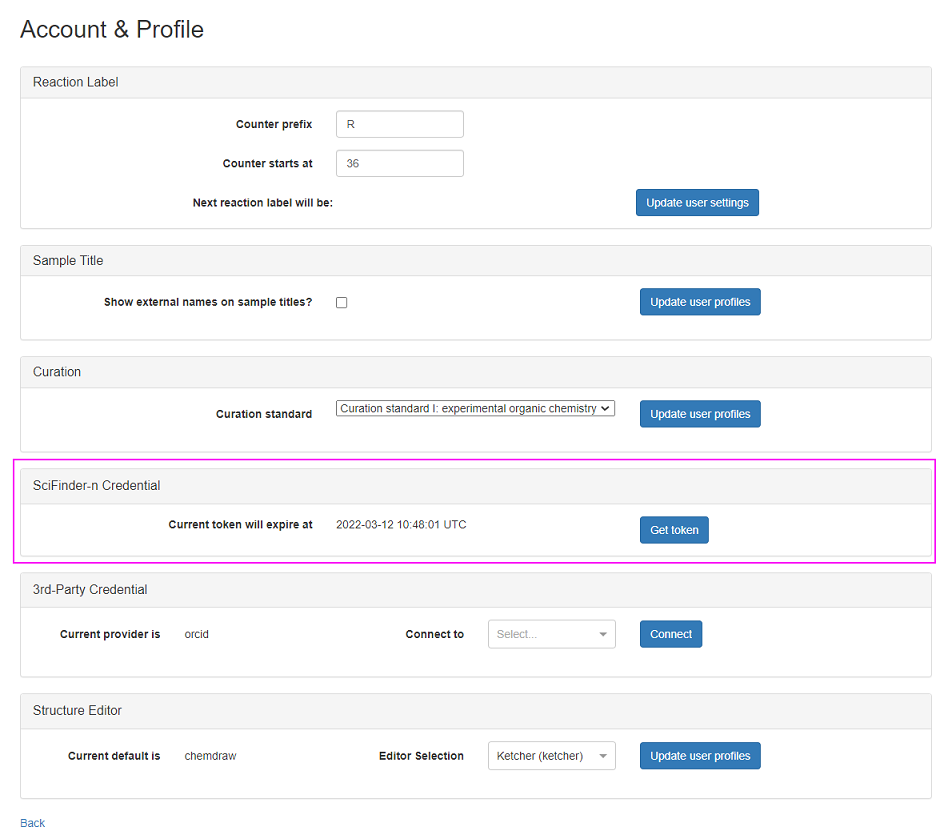 Account & Profile
Reaction Label
Counter prefix R
Counter starts at 36
Next reaction label will be: Update user settings
Sample Title
Show external names on sample titles? Update user profiles
Curation
Curation standard Curation standard I: experimental organic chemistry Update user profiles
SciFinder-n Credential
Current token will expire at 2022-03-12 10:48:01 UTC Get token
3rd-Party Credential
Current provider is orcid Connect to Select... Connect
Structure Editor
Current default is chemdraw Editor Selection Ketcher (ketcher) Update user profiles
Back